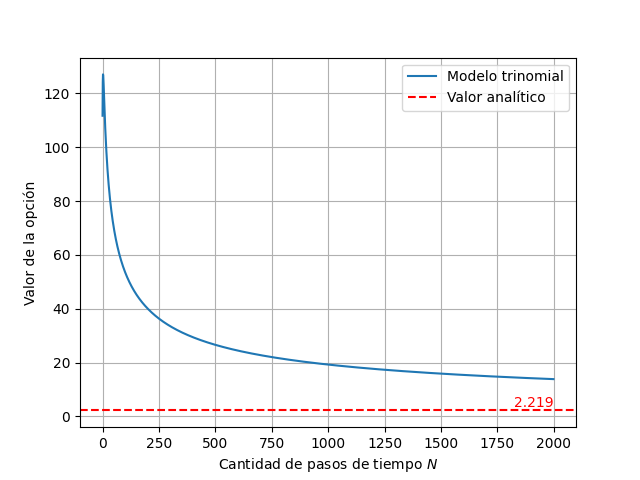 Modelo trinomial
Valor analítico
Valor de la opción
120
100
80
60
40
20
0
2.219
0 250 500 750 1000 1250 1500 1750 2000
Cantidad de pasos de tiempo N